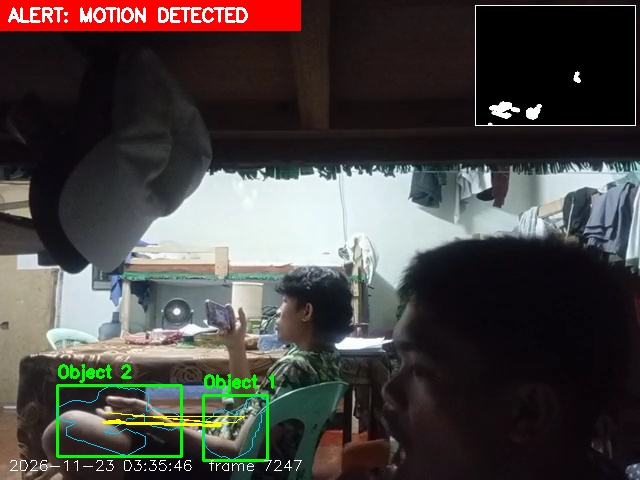 ALERT: MOTION DETECTED
Object 2
Object 1
2026-11-23 03:35:46 frame 7247